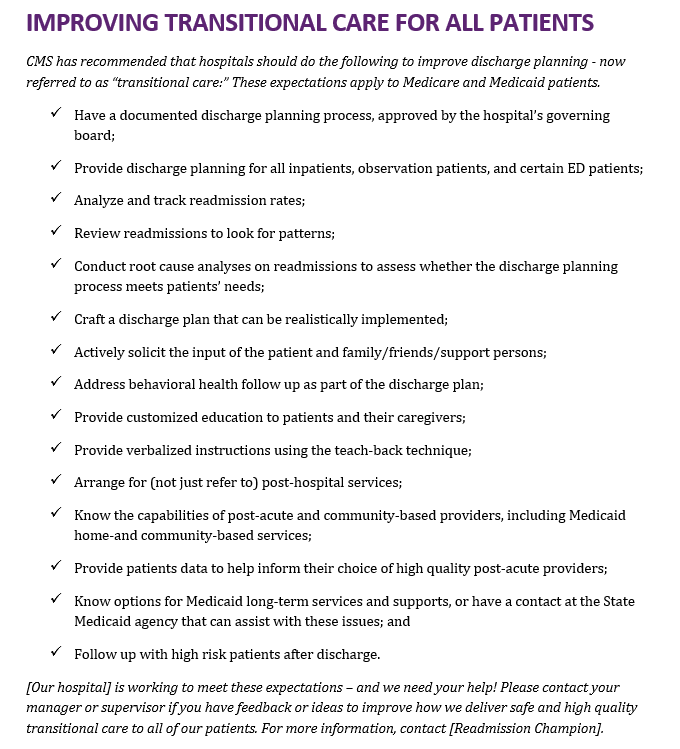 IMPROVING TRANSITIONAL CARE FOR ALL PATIENTS
CMS has recommended that hospitals should do the following to improve discharge planning - now
referred to as “transitional care:” These expectations apply to Medicare and Medicaid patients.
✓ Have a documented discharge planning process, approved by the hospital’s governing
board;
✓ Provide discharge planning for all inpatients, observation patients, and certain ED patients;
✓ Analyze and track readmission rates;
✓ Review readmissions to look for patterns;
✓ Conduct root cause analyses on readmissions to assess whether the discharge planning
process meets patients’ needs;
✓ Craft a discharge plan that can be realistically implemented;
✓ Actively solicit the input of the patient and family/friends/support persons;
✓ Address behavioral health follow up as part of the discharge plan;
✓ Provide customized education to patients and their caregivers;
✓ Provide verbalized instructions using the teach-back technique;
✓ Arrange for (not just refer to) post-hospital services;
✓ Know the capabilities of post-acute and community-based providers, including Medicaid
home-and community-based services;
✓ Provide patients data to help inform their choice of high quality post-acute providers;
✓ Know options for Medicaid long-term services and supports, or have a contact at the State
Medicaid agency that can assist with these issues; and
✓ Follow up with high risk patients after discharge.
[Our hospital] is working to meet these expectations – and we need your help! Please contact your
manager or supervisor if you have feedback or ideas to improve how we deliver safe and high quality
transitional care to all of our patients. For more information, contact [Readmission Champion].